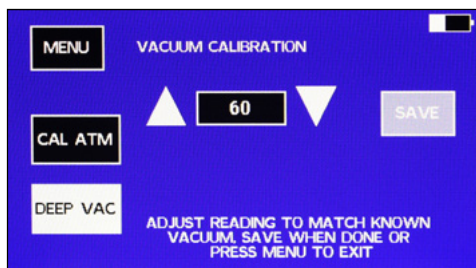 MENU
VACUUM CALIBRATION
60
SAVE
CAL ATM
DEEP VAC
ADJUST READING TO MATCH KNOWN
VACUUM, SAVE WHEN DONE OR
PRESS MENU TO EXIT